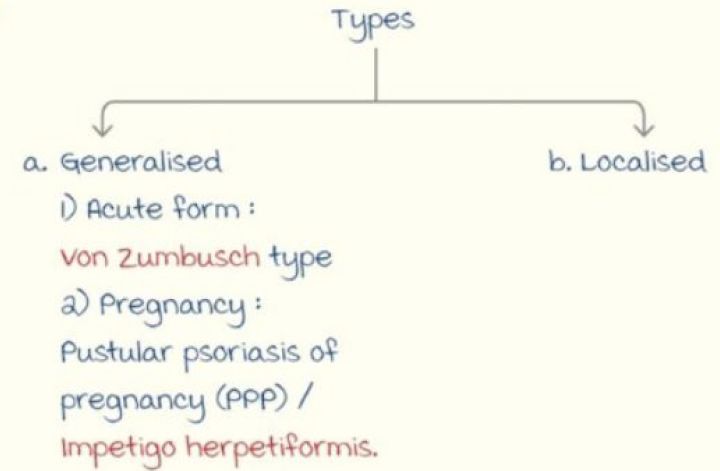 Types
a. Generalised
b. Localised
1) Acute form :
Von Zumbusch type
2) Pregnancy :
Pustular psoriasis of
pregnancy (PPP) /
Impetigo herpetiformis.